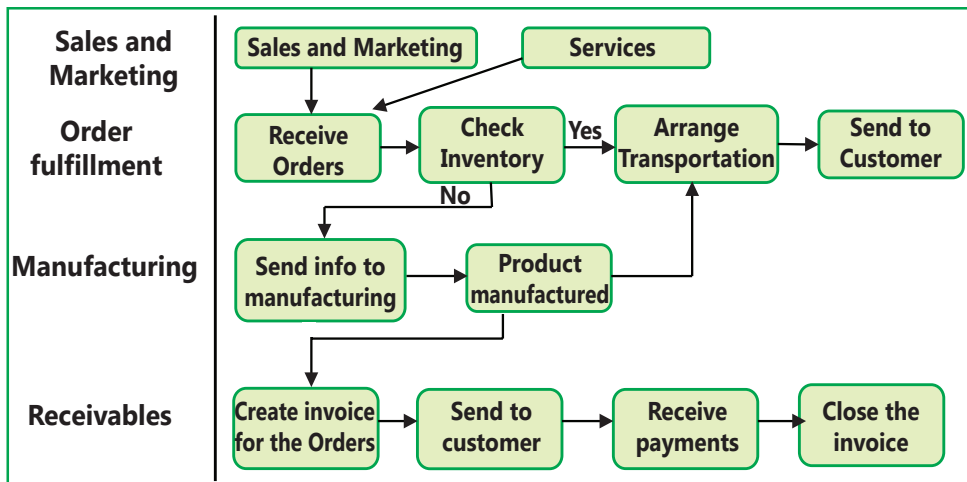 Sales and
Marketing
Sales and Marketing
Services
Order
fulfillment
Receive
Orders
Check
Inventory
Yes
Arrange
Transportation
Send to
Customer
No
Manufacturing
Send info to
manufacturing
Product
manufactured
Receivables
Create invoice
for the Orders
Send to
customer
Receive
payments
Close the
invoice